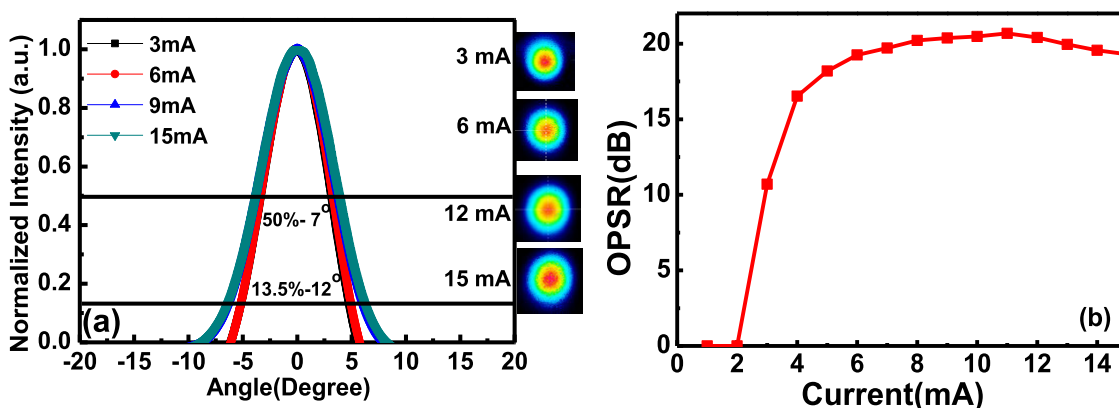 Normalized Intensity (a.u.)
1.0
0.8
0.6
0.4
0.2
0.0
3mA
6mA
9mA
15mA
50%- 7°
13.5%-12°
(a)
3 mA
6 mA
12 mA
15 mA
-20 -15 -10 -5 0 5 10 15 20
Angle(Degree)
OPSR(dB)
20
15
10
5
0
(b)
0 2 4 6 8 10 12 14
Current(mA)